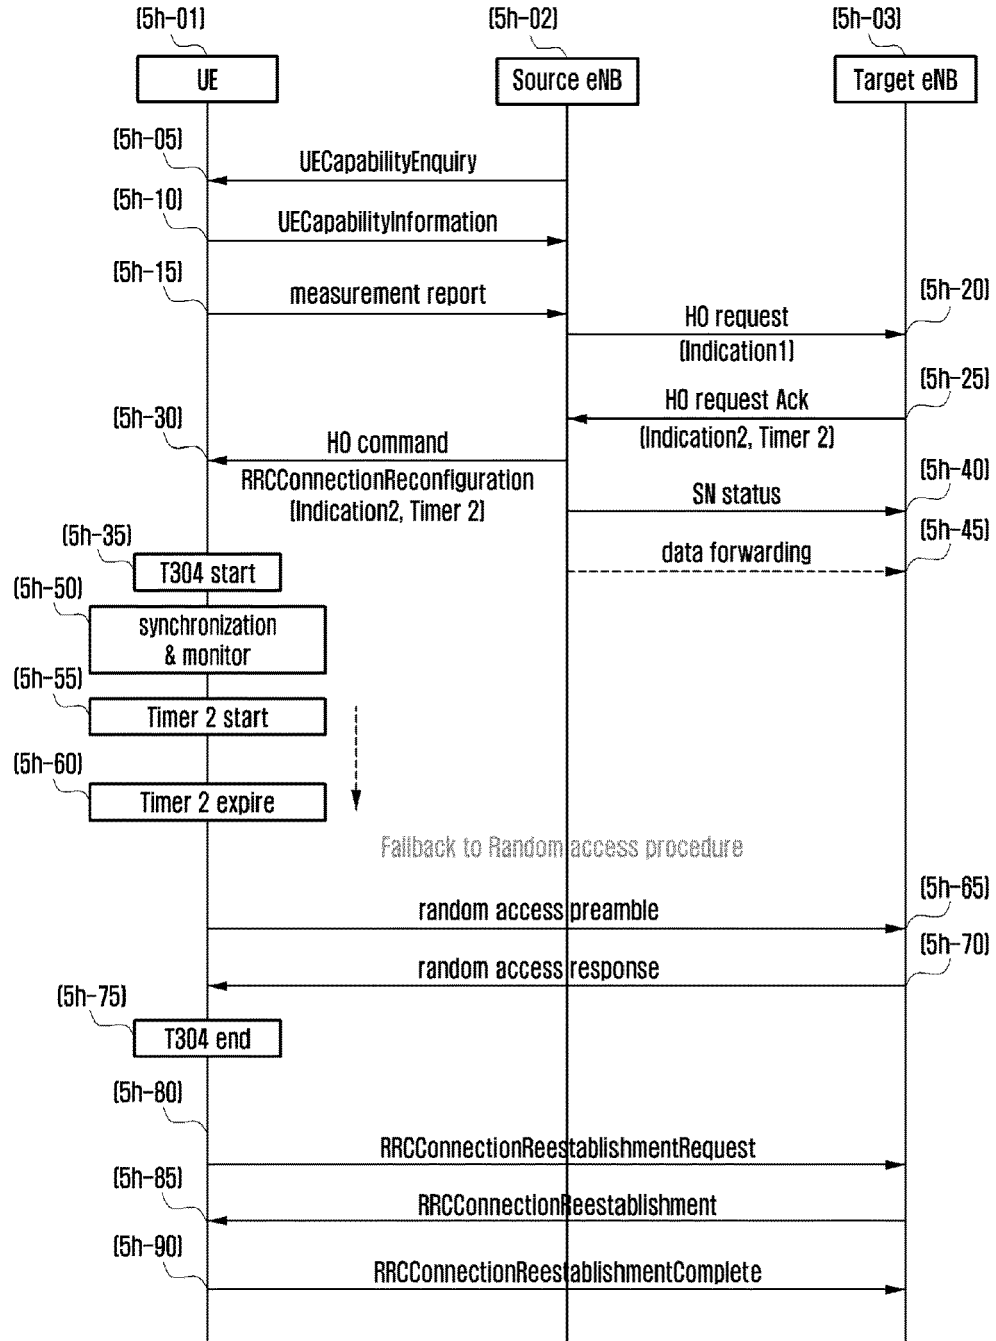 (5h-01)
(5h-02)
(5h-03)
UE
Source eNB
Target eNB
(5h-05)
UECapabilityEnquiry
(5h-10)
UECapabilityInformation
(5h-15)
measurement report
(5h-20)
HO request
(Indication1)
(5h-25)
HO request Ack
(Indication2, Timer 2)
(5h-30)
HO command
RRCConnectionReconfiguration
(Indication2, Timer 2)
(5h-40)
SN status
(5h-35)
T304 start
(5h-45)
data forwarding
(5h-50)
synchronization
& monitor
(5h-55)
Timer 2 start
(5h-60)
Timer 2 expire
Fallback to Random access procedure
(5h-65)
random access preamble
(5h-70)
random access response
(5h-75)
T304 end
(5h-80)
RRCConnectionReestablishmentRequest
(5h-85)
RRCConnectionReestablishment
(5h-90)
RRCConnectionReestablishmentComplete